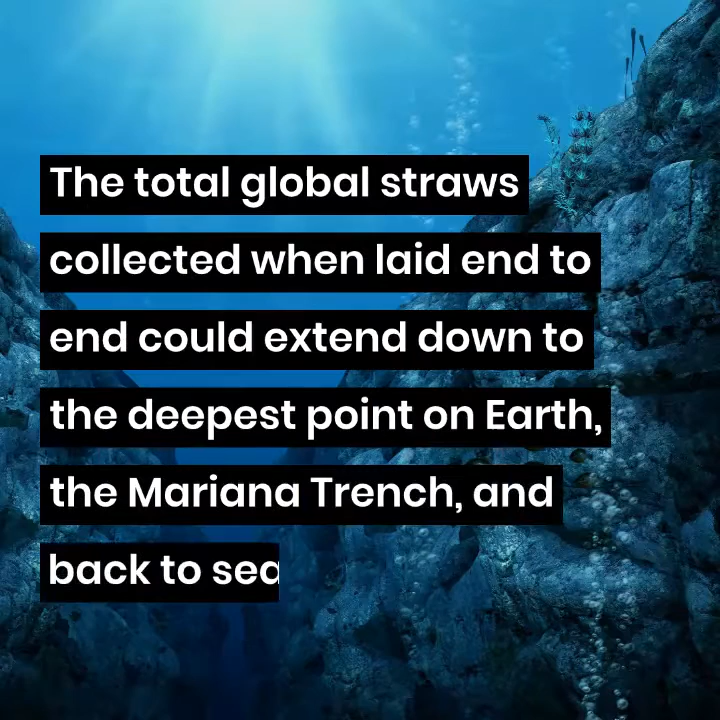 The total global straws
collected when laid end to
end could extend down to
the deepest point on Earth,
the Mariana Trench, and
back to sea